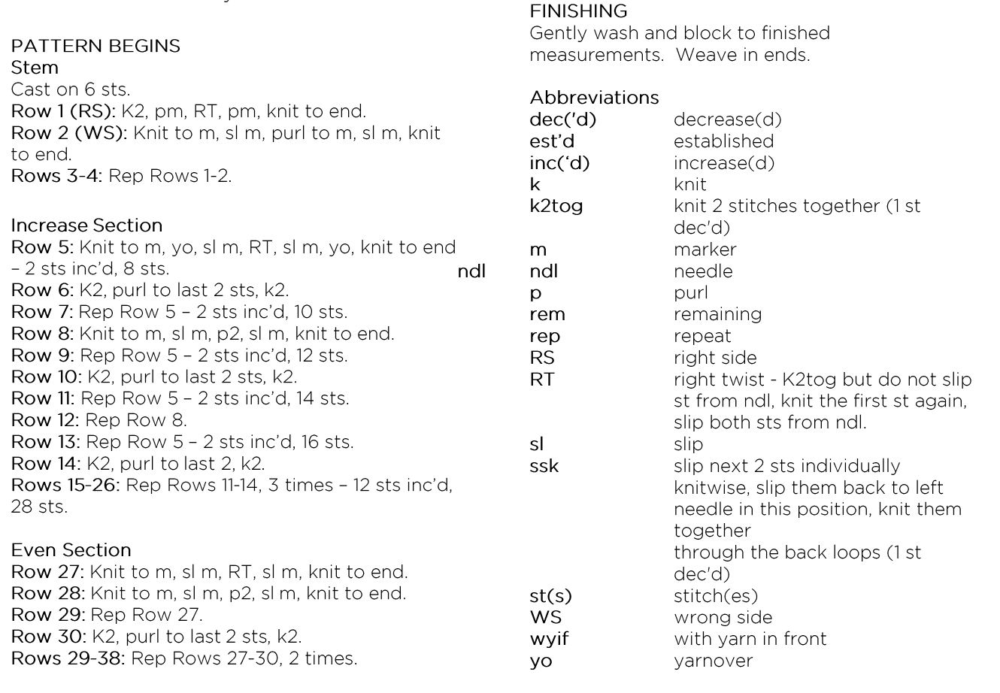 PATTERN BEGINS
Stem
Cast on 6 sts.
Row 1 (RS): K2, pm, RT, pm, knit to end.
Row 2 (WS): Knit to m, sl m, purl to m, sl m, knit
to end.
Rows 3-4: Rep Rows 1-2.
Increase Section
Row 5: Knit to m, yo, sl m, RT, sl m, yo, knit to end
– 2 sts inc’d, 8 sts.
Row 6: K2, purl to last 2 sts, k2.
Row 7: Rep Row 5 – 2 sts inc’d, 10 sts.
Row 8: Knit to m, sl m, p2, sl m, knit to end.
Row 9: Rep Row 5 – 2 sts inc’d, 12 sts.
Row 10: K2, purl to last 2 sts, k2.
Row 11: Rep Row 5 – 2 sts inc’d, 14 sts.
Row 12: Rep Row 8.
Row 13: Rep Row 5 – 2 sts inc’d, 16 sts.
Row 14: K2, purl to last 2, k2.
Rows 15-26: Rep Rows 11-14, 3 times – 12 sts inc’d,
28 sts.
Even Section
Row 27: Knit to m, sl m, RT, sl m, knit to end.
Row 28: Knit to m, sl m, p2, sl m, knit to end.
Row 29: Rep Row 27.
Row 30: K2, purl to last 2 sts, k2.
Rows 29-38: Rep Rows 27-30, 2 times.
ndl
FINISHING
Gently wash and block to finished
measurements.  Weave in ends.
Abbreviations
dec('d) decrease(d)
est’d established
inc(‘d) increase(d)
k knit
k2tog knit 2 stitches together (1 st
dec'd)
m marker
ndl needle
p purl
rem remaining
rep repeat
RS right side
RT right twist - K2tog but do not slip
st from ndl, knit the first st again,
slip both sts from ndl.
sl slip
ssk slip next 2 sts individually
knitwise, slip them back to left
needle in this position, knit them
together
through the back loops (1 st
dec'd)
st(s) stitch(es)
WS wrong side
wyif with yarn in front
yo yarnover